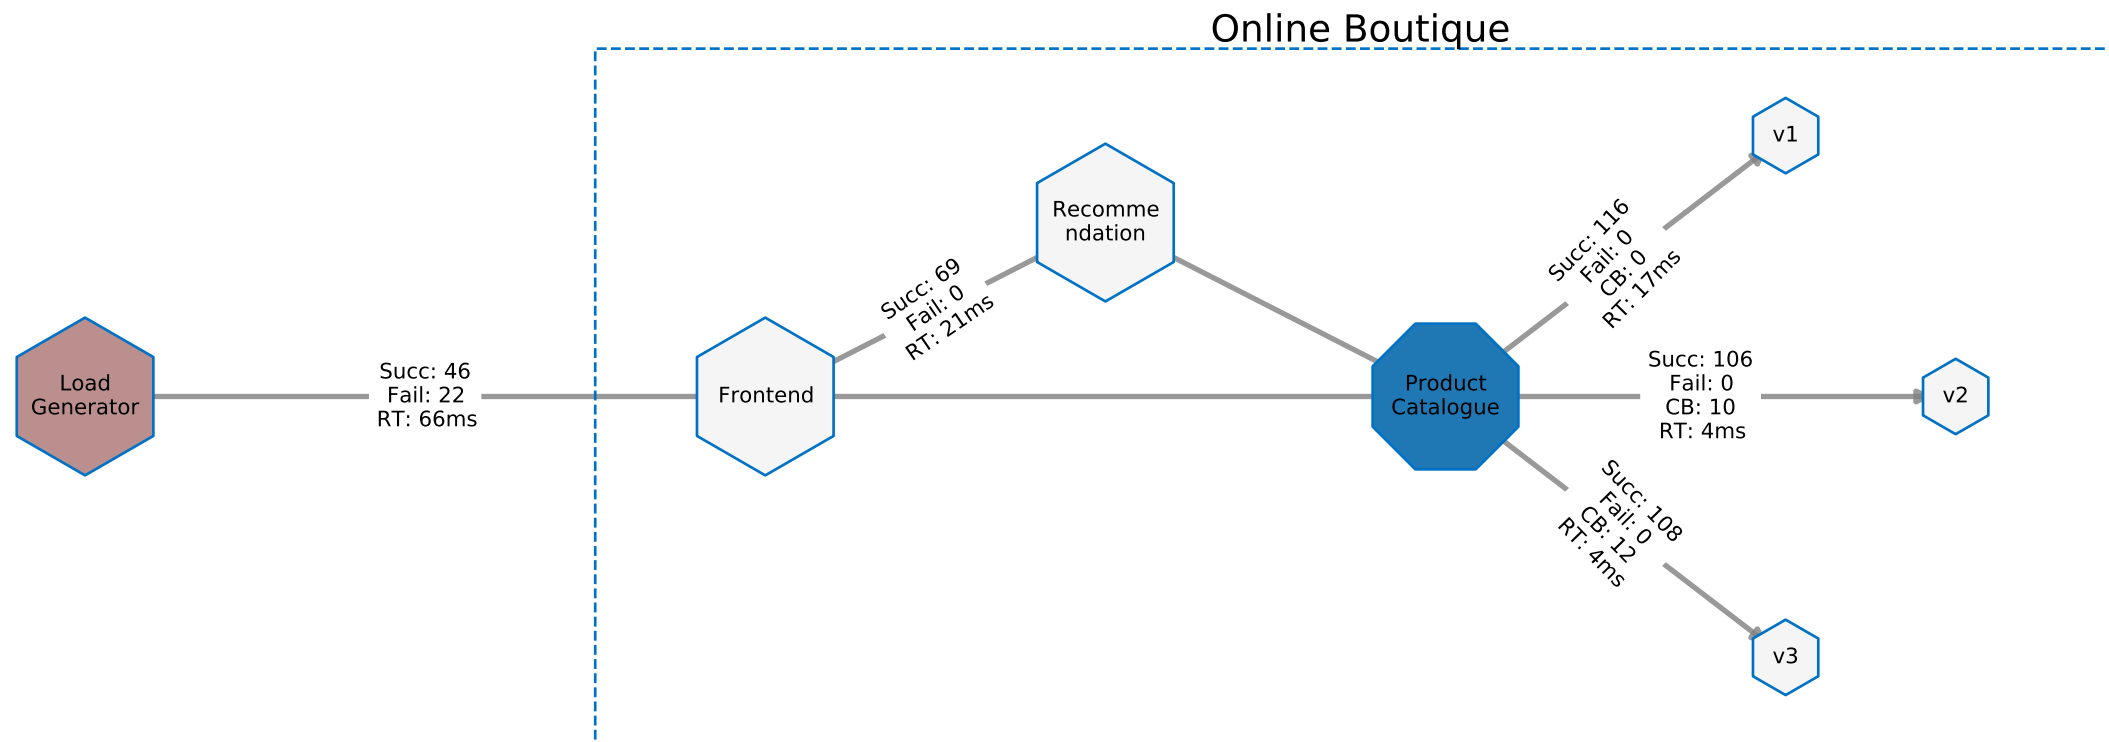 Online Boutique
Load
Generator
Succ: 46
Fail: 22
RT: 66ms
Frontend
Succ: 69
Fail: 0
RT: 21ms
Recomme
ndation
Product
Catalogue
Succ: 116
Fail: 0
CB: 0
RT: 17ms
v1
Succ: 106
Fail: 0
CB: 10
RT: 4ms
v2
Succ: 108
Fail: 0
CB: 12
RT: 4ms
v3